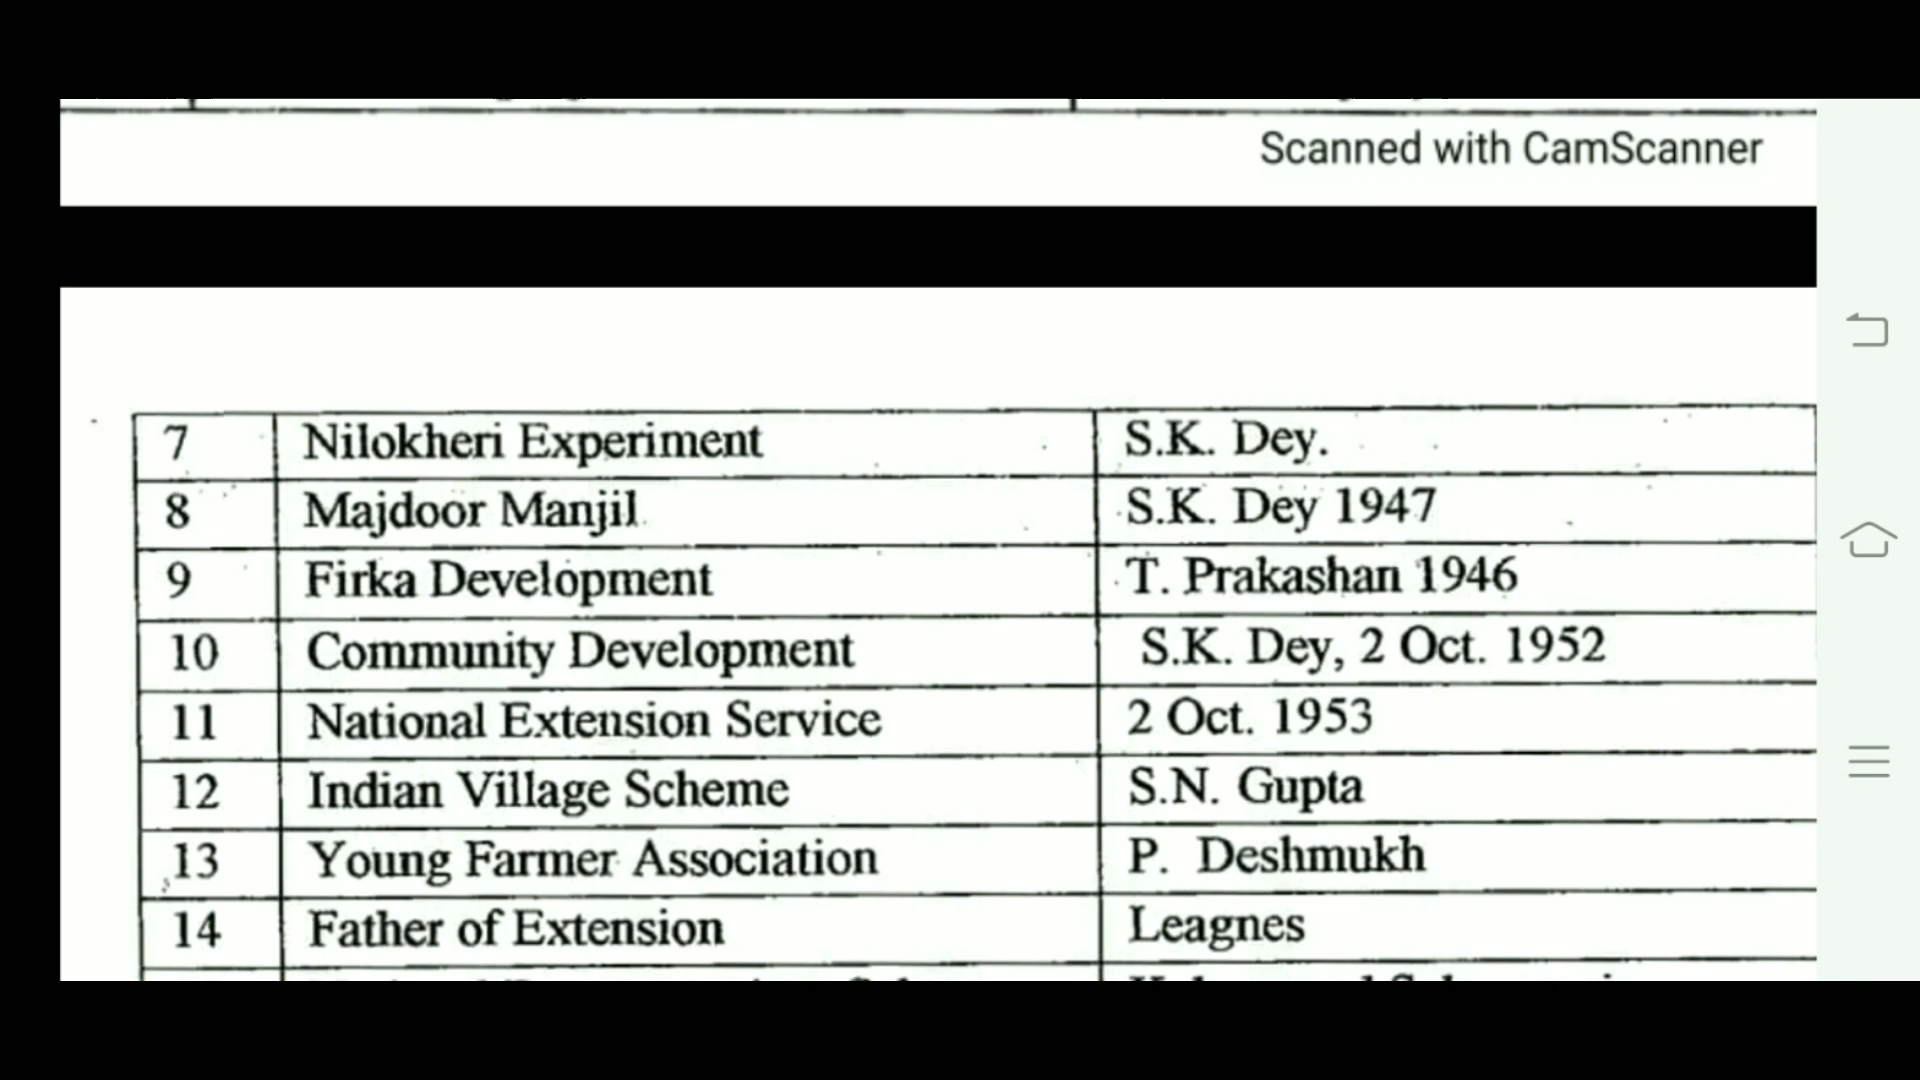 Scanned with CamScanner
7 Nilokheri Experiment S.K. Dey.
8 Majdoor Manjil S.K. Dey 1947
9 Firka Development T. Prakashan 1946
10 Community Development S.K. Dey, 2 Oct. 1952
11 National Extension Service 2 Oct. 1953
12 Indian Village Scheme S.N. Gupta
13 Young Farmer Association P. Deshmukh
14 Father of Extension Leagnes